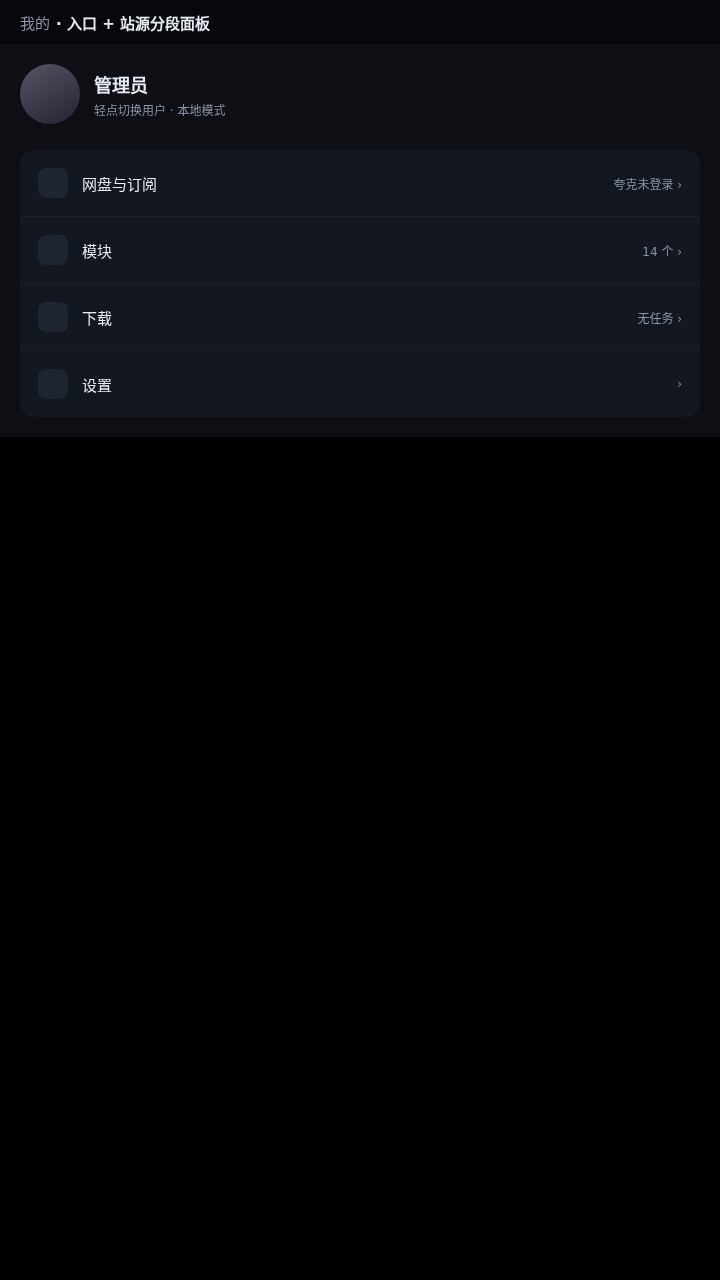 我的 · 入口 + 站源分段面板
管理员
轻点切换用户 · 本地模式
网盘与订阅 夸克未登录 ›
模块 14 个 ›
下载 无任务 ›
设置 ›